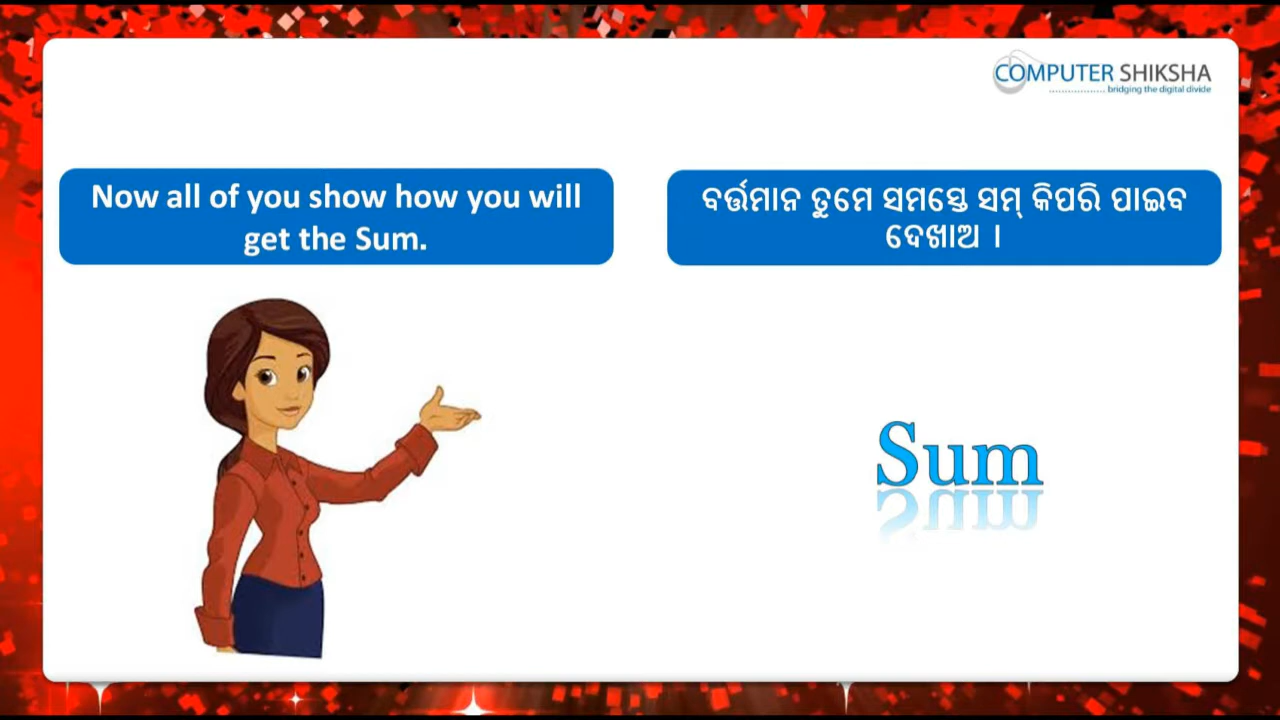 COMPUTER SHIKSHA
bridging the digital divide
Now all of you show how you will
get the Sum.
ବର୍ତ୍ତମାନ ତୁମେ ସମସ୍ତେ ସମ୍ କିପରି ପାଇବ
ଦେଖାଅ ।
Sum